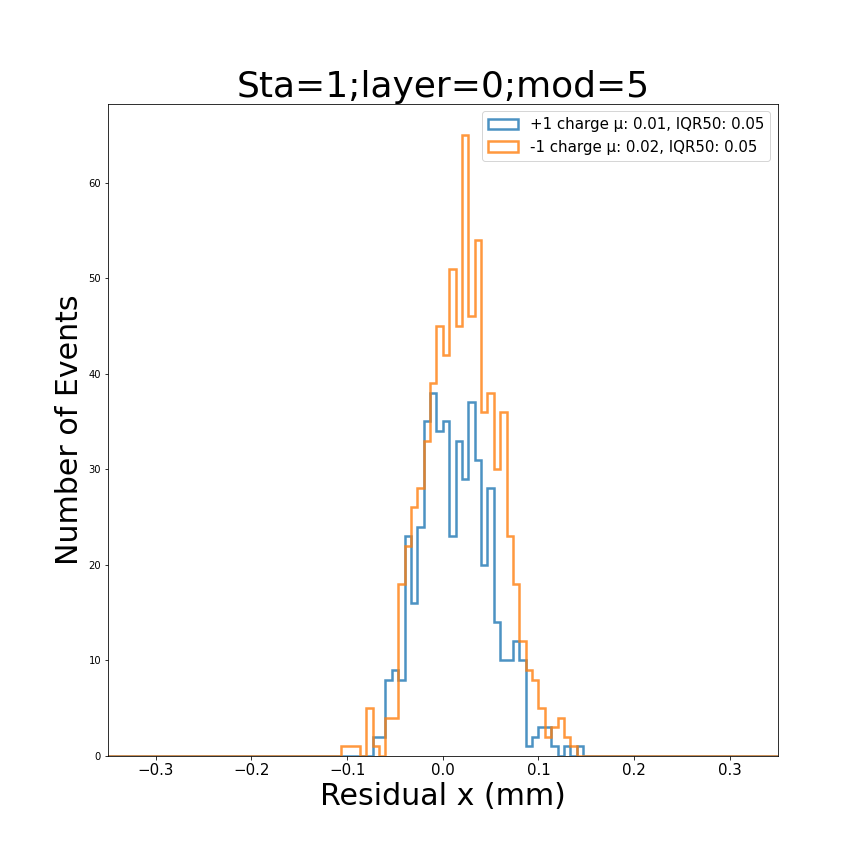 Sta=1;layer=0;mod=5
+1 charge μ: 0.01, IQR50: 0.05
-1 charge μ: 0.02, IQR50: 0.05
Number of Events
60
50
40
30
20
10
0
−0.3 −0.2 −0.1 0.0 0.1 0.2 0.3
Residual x (mm)